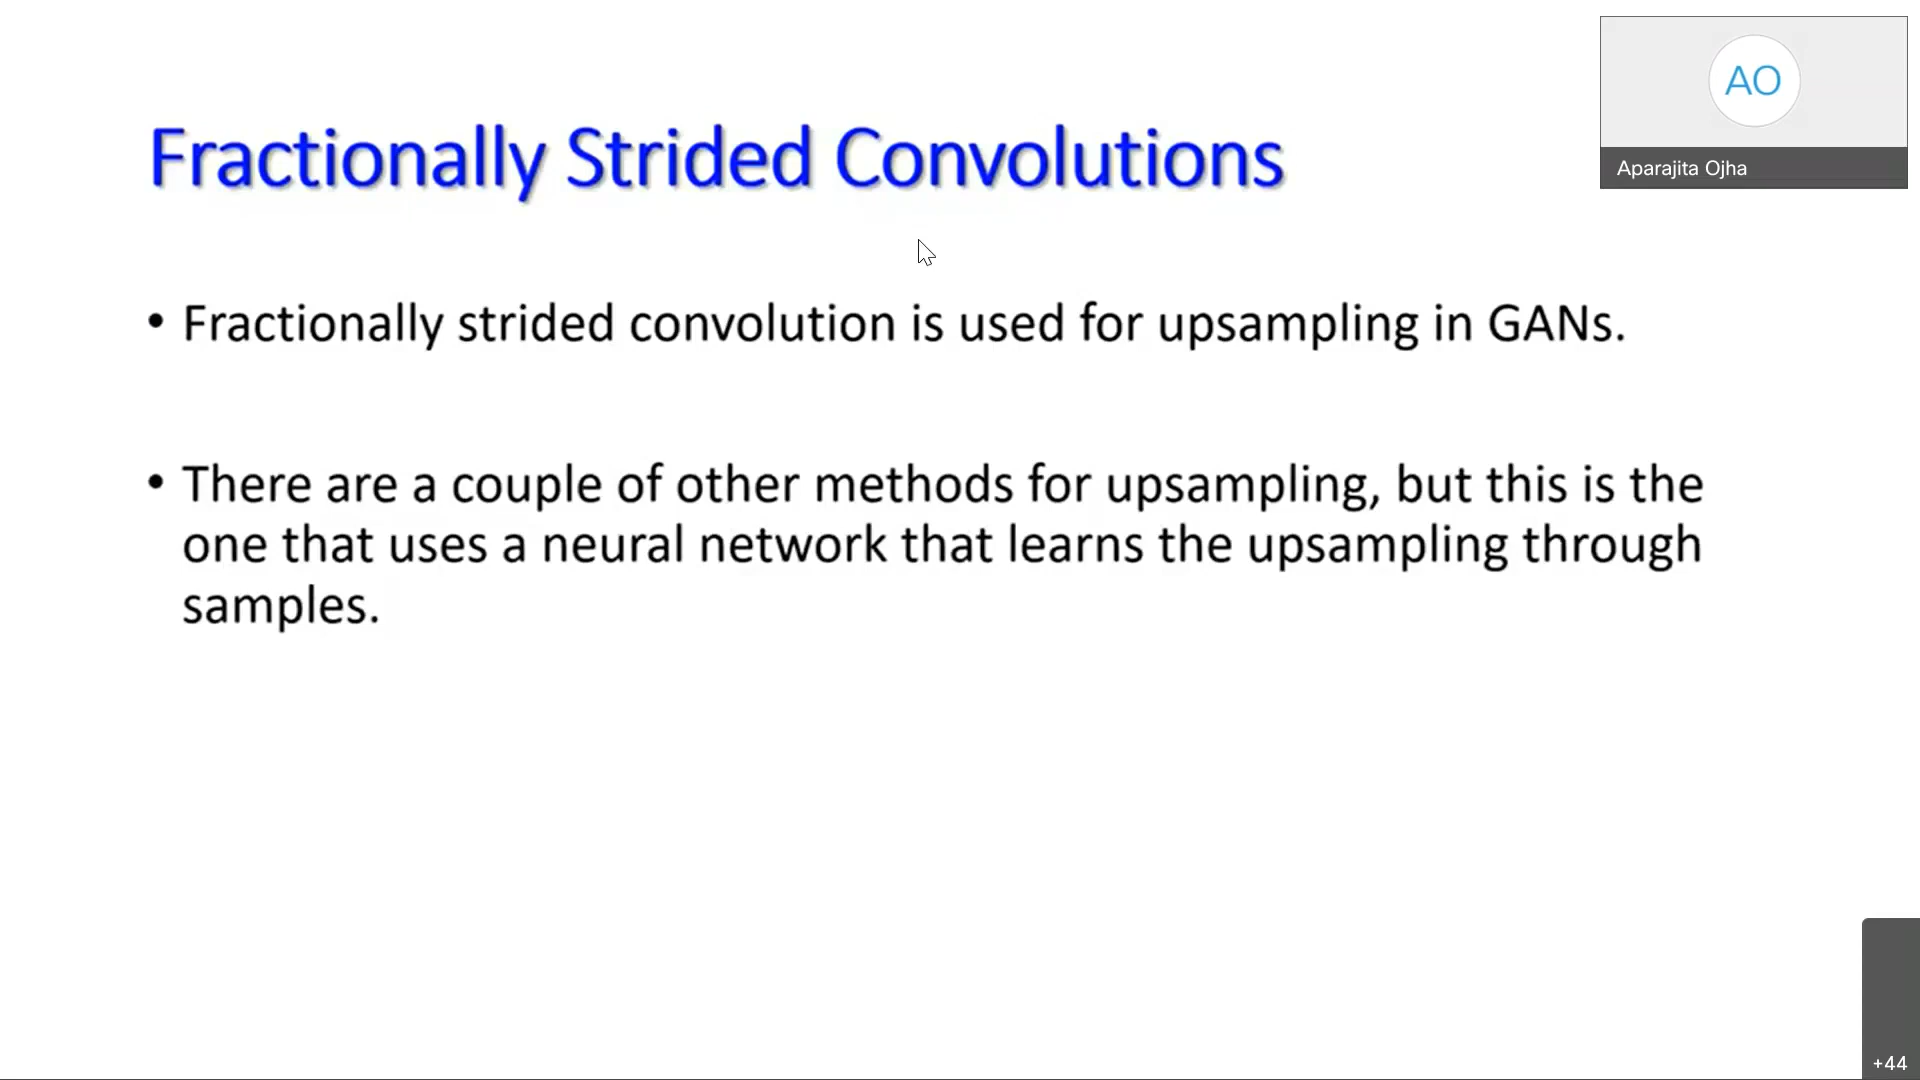 Fractionally Strided Convolutions
AO
Aparajita Ojha
• Fractionally strided convolution is used for upsampling in GANs.
• There are a couple of other methods for upsampling, but this is the
one that uses a neural network that learns the upsampling through
samples.
+44